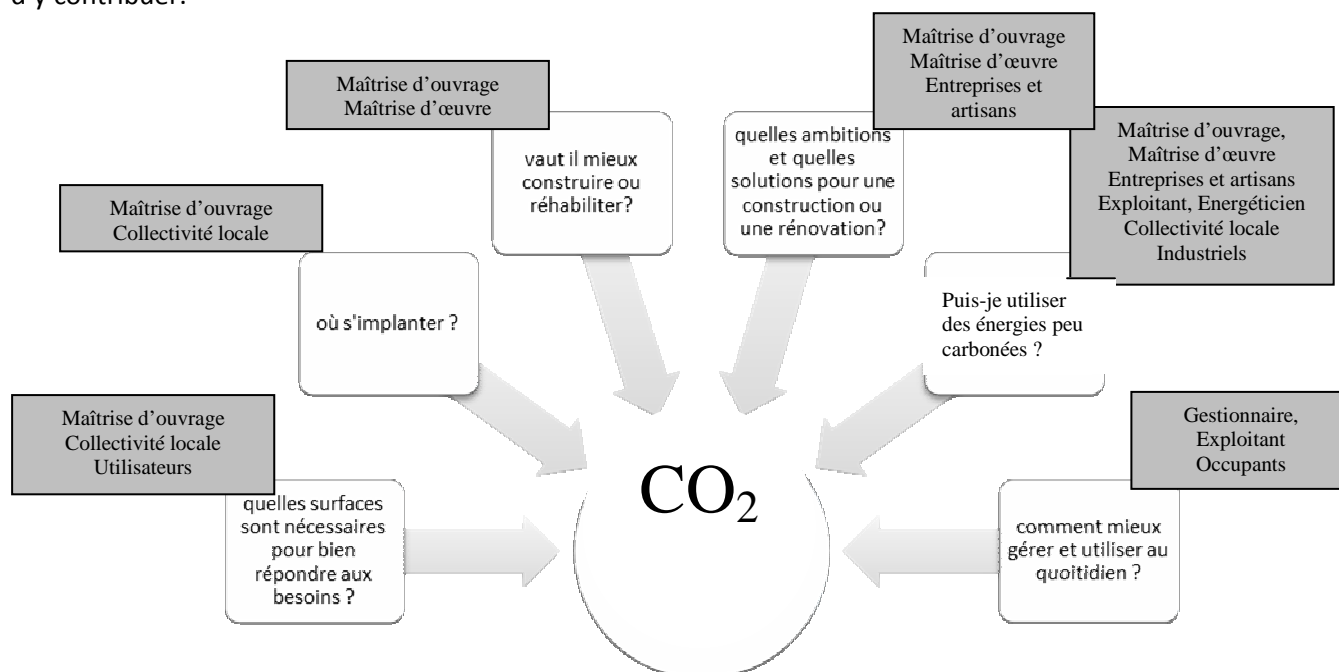 d'y contribuer.
Maîtrise d'ouvrage
Maîtrise d'œuvre
Entreprises et
artisans
Maîtrise d'ouvrage
Maîtrise d'œuvre
vaut il mieux
construire ou
réhabiliter?
quelles ambitions
et quelles
solutions pour une
construction ou
une rénovation?
Maîtrise d'ouvrage,
Maîtrise d'œuvre
Entreprises et artisans
Exploitant, Energéticien
Collectivité locale
Industriels
Maîtrise d'ouvrage
Collectivité locale
où s'implanter ?
Puis-je utiliser
des énergies peu
carbonées ?
Maîtrise d'ouvrage
Collectivité locale
Utilisateurs
quelles surfaces
sont nécessaires
pour bien
répondre aux
besoins ?
CO2
Gestionnaire,
Exploitant
Occupants
comment mieux
gérer et utiliser au
quoitidien ?